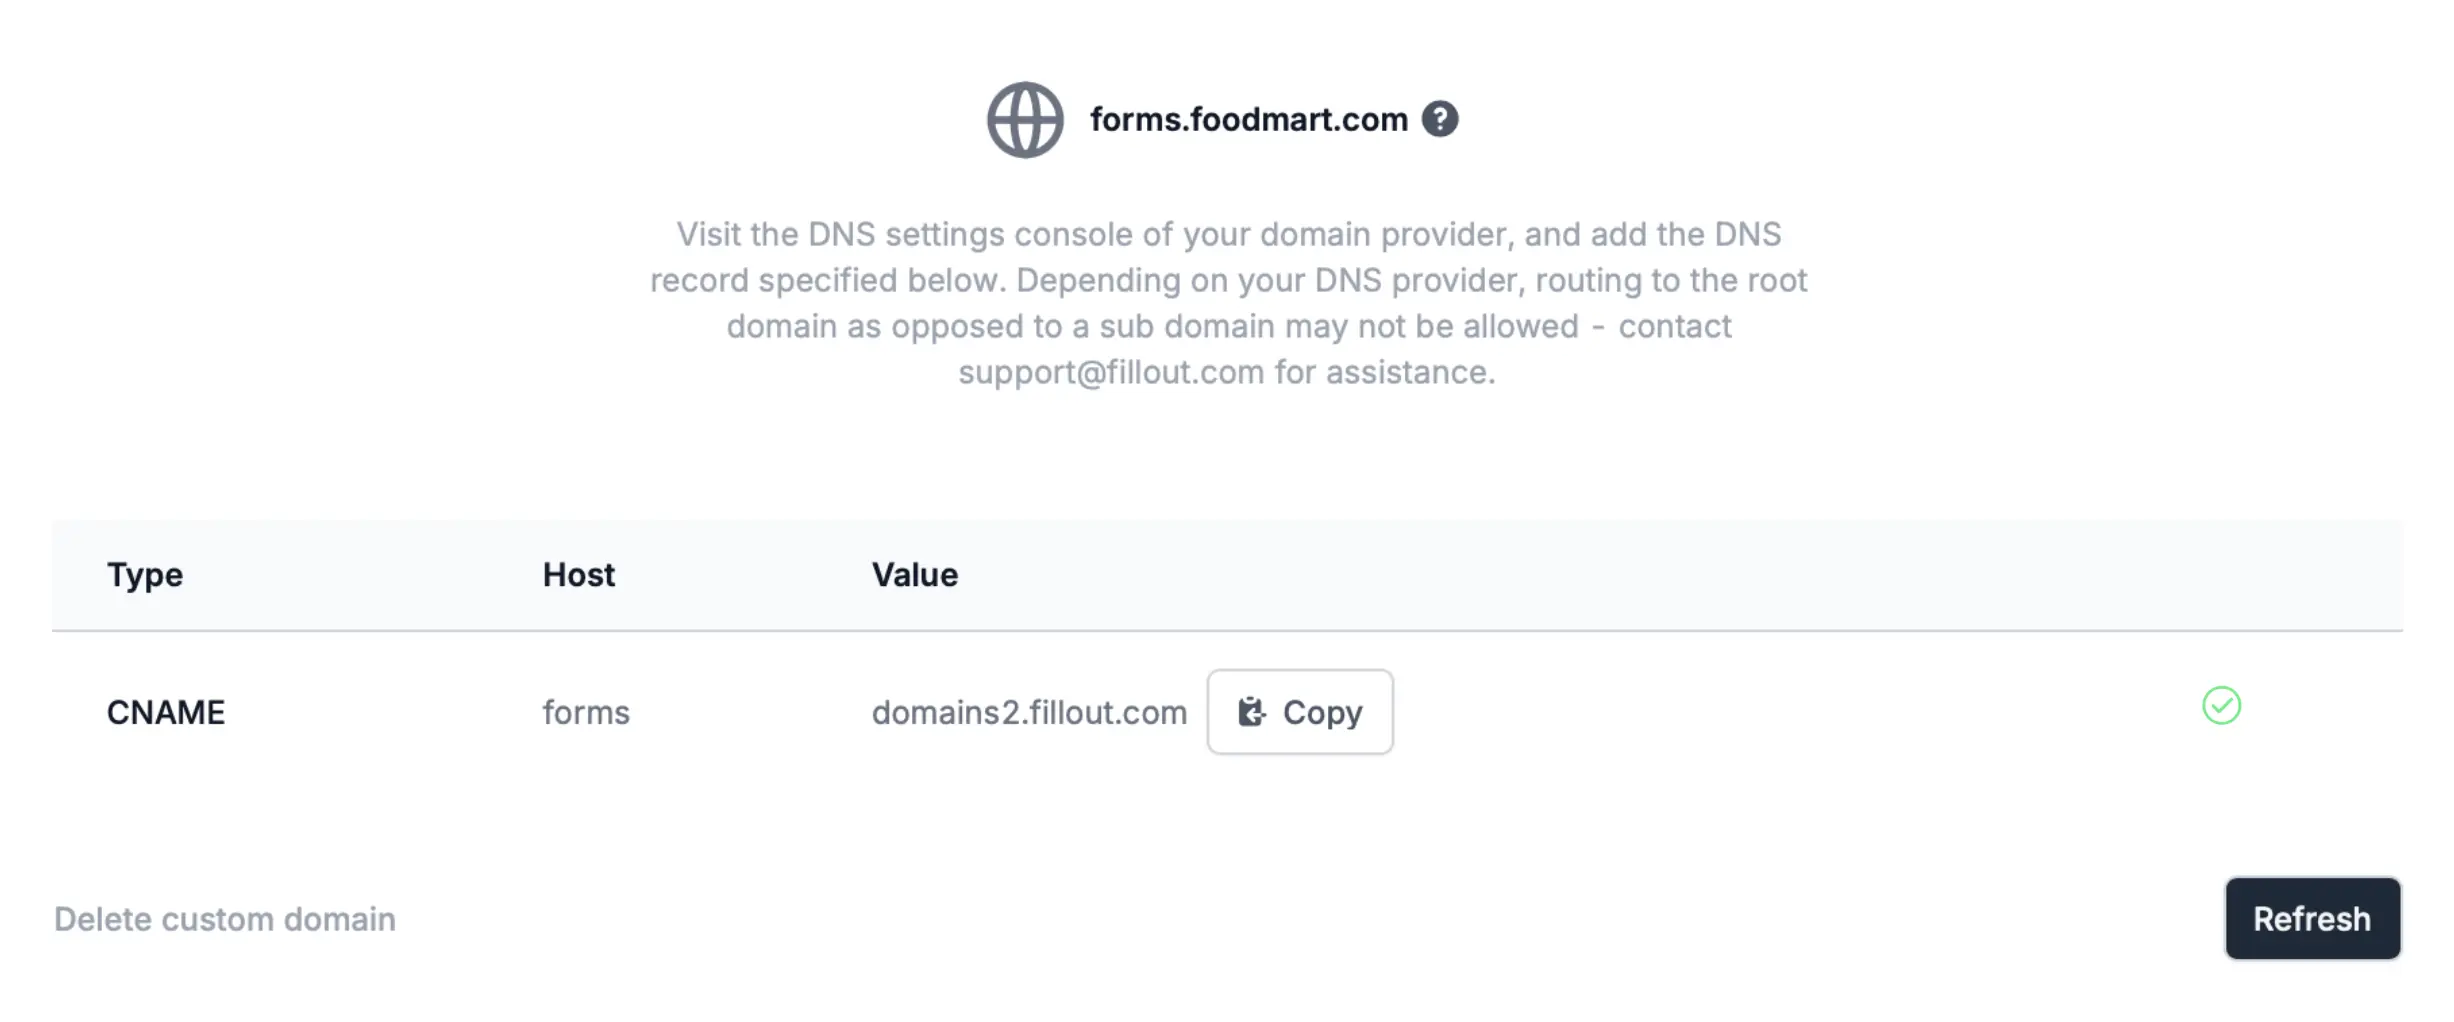 forms.foodmart.com
Visit the DNS settings console of your domain provider, and add the DNS
record specified below. Depending on your DNS provider, routing to the root
domain as opposed to a sub domain may not be allowed - contact
support@fillout.com for assistance.
Type Host Value
CNAME forms domains2.fillout.com Copy
Delete custom domain Refresh